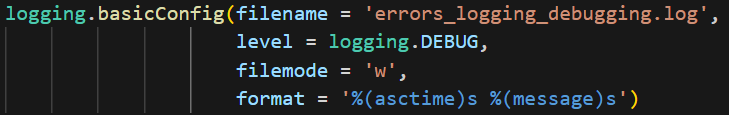 logging.basicConfig(filename = 'errors_logging_debugging.log',
level = logging.DEBUG,
filemode = 'w',
format = '%(asctime)s %(message)s')